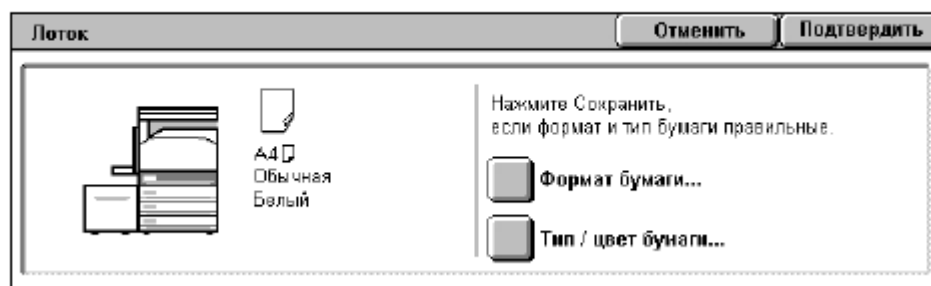 Лоток
Отменить
Подтвердить
Нажмите Сохранить,
если формат и тип бумаги правильные.
A4
Обычная
Белый
Формат бумаги...
Тип / цвет бумаги...